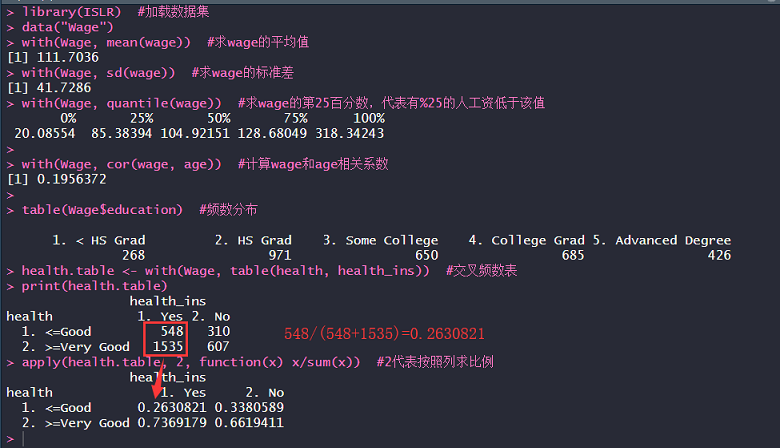 > library(ISLR)  #加载数据集
> data("Wage")
> with(Wage, mean(wage))  #求wage的平均值
[1] 111.7036
> with(Wage, sd(wage))  #求wage的标准差
[1] 41.7286
> with(Wage, quantile(wage))  #求wage的第25百分数，代表有%25的人工资低于该值
       0%       25%       50%       75%      100%
 20.08554  85.38394 104.92151 128.68049 318.34243
>
> with(Wage, cor(wage, age))  #计算wage和age相关系数
[1] 0.1956372
>
> table(Wage$education)  #频数分布
      1. < HS Grad         2. HS Grad    3. Some College    4. College Grad 5. Advanced Degree
               268                971                650                685                426
> health.table <- with(Wage, table(health, health_ins))  #交叉频数表
> print(health.table)
                health_ins
health           1. Yes 2. No
  1. <=Good         548   310
548/(548+1535)=0.2630821
  2. >=Very Good   1535   607
> apply(health.table, 2, function(x) x/sum(x))  #2代表按照列求比例
                health_ins
health              1. Yes     2. No
  1. <=Good      0.2630821 0.3380589
  2. >=Very Good 0.7369179 0.6619411
>